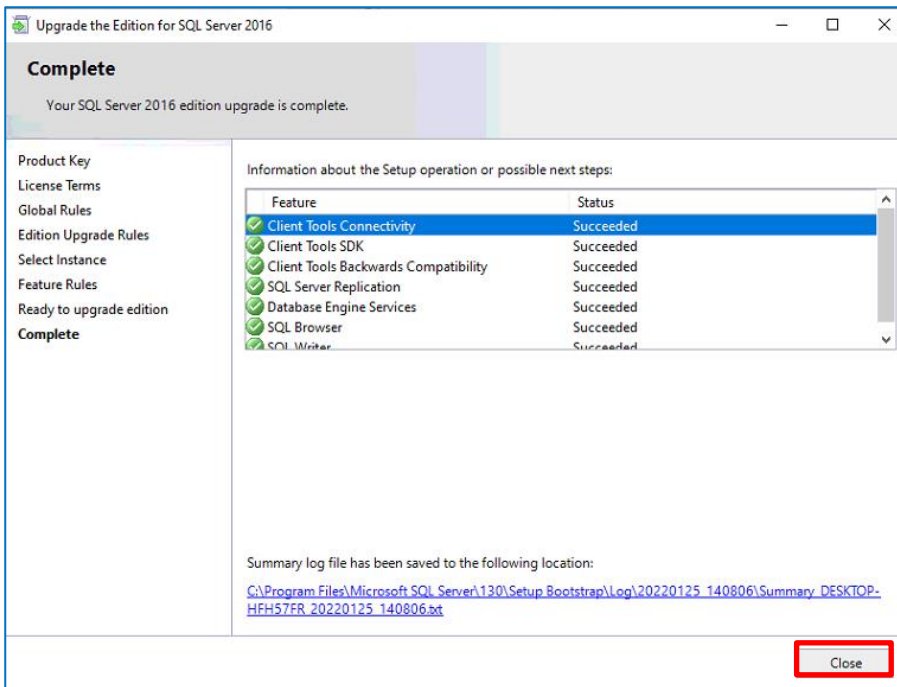 Upgrade the Edition for SQL Server 2016
Complete
Your SQL Server 2016 edition upgrade is complete.
Product Key
License Terms
Global Rules
Edition Upgrade Rules
Select Instance
Feature Rules
Ready to upgrade edition
Complete
Information about the Setup operation or possible next steps:
Feature Status
Client Tools Connectivity Succeeded
Client Tools SDK Succeeded
Client Tools Backwards Compatibility Succeeded
SQL Server Replication Succeeded
Database Engine Services Succeeded
SQL Browser Succeeded
SQL Writer Succeeded
Summary log file has been saved to the following location:
C:\Program Files\Microsoft SQL Server\130\Setup Bootstrap\Log\20220125_140806\Summary_DESKTOP-
HFH57FR_20220125_140806.txt
Close